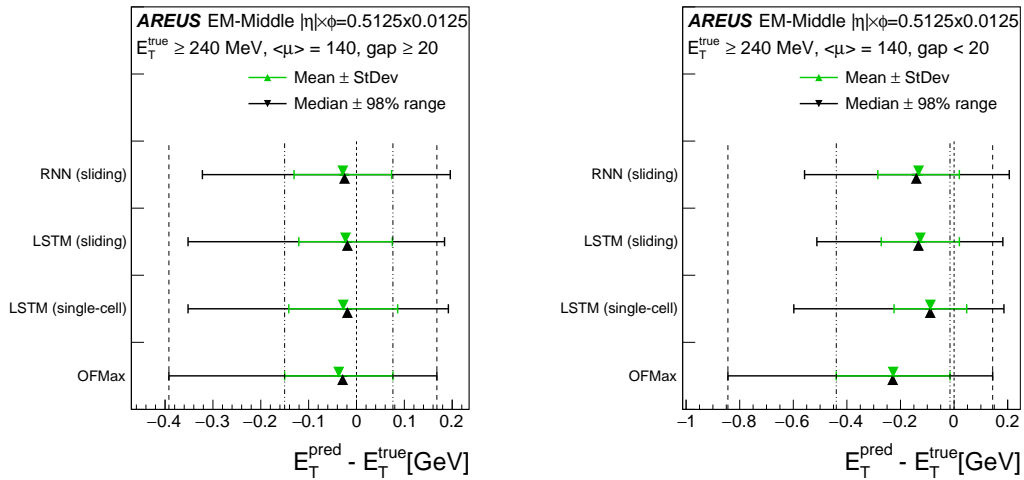 AREUS EM-Middle |η|×ϕ=0.5125x0.0125
E_T^true ≥ 240 MeV, <μ> = 140, gap ≥ 20
Mean ± StDev
Median ± 98% range
RNN (sliding)
LSTM (sliding)
LSTM (single-cell)
OFMax
−0.4 −0.3 −0.2 −0.1 0 0.1 0.2
E_T^pred - E_T^true[GeV]
AREUS EM-Middle |η|×ϕ=0.5125x0.0125
E_T^true ≥ 240 MeV, <μ> = 140, gap < 20
Mean ± StDev
Median ± 98% range
RNN (sliding)
LSTM (sliding)
LSTM (single-cell)
OFMax
−1 −0.8 −0.6 −0.4 −0.2 0 0.2
E_T^pred - E_T^true[GeV]